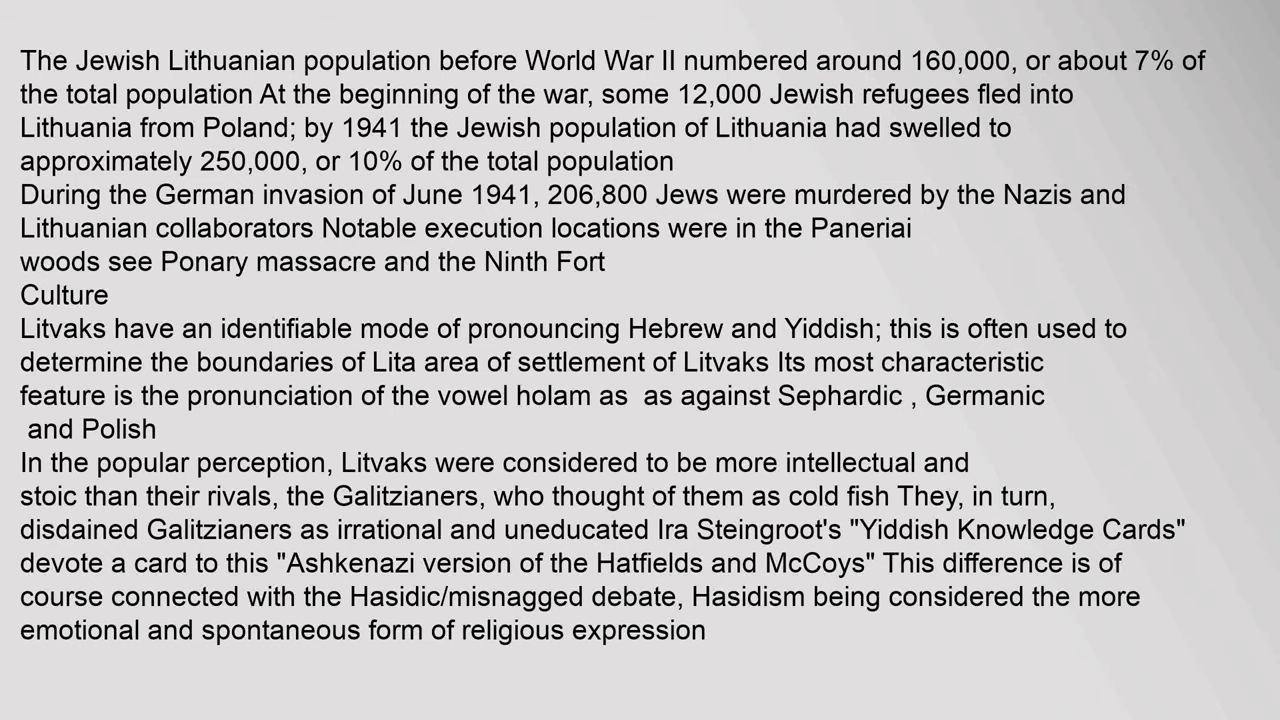 The Jewish Lithuanian population before World War II numbered around 160,000, or about 7% of
the total population At the beginning of the war, some 12,000 Jewish refugees fled into
Lithuania from Poland; by 1941 the Jewish population of Lithuania had swelled to
approximately 250,000, or 10% of the total population
During the German invasion of June 1941, 206,800 Jews were murdered by the Nazis and
Lithuanian collaborators Notable execution locations were in the Paneriai
woods see Ponary massacre and the Ninth Fort
Culture
Litvaks have an identifiable mode of pronouncing Hebrew and Yiddish; this is often used to
determine the boundaries of Lita area of settlement of Litvaks Its most characteristic
feature is the pronunciation of the vowel holam as  as against Sephardic , Germanic
 and Polish
In the popular perception, Litvaks were considered to be more intellectual and
stoic than their rivals, the Galitzianers, who thought of them as cold fish They, in turn,
disdained Galitzianers as irrational and uneducated Ira Steingroot's "Yiddish Knowledge Cards"
devote a card to this "Ashkenazi version of the Hatfields and McCoys" This difference is of
course connected with the Hasidic/misnagged debate, Hasidism being considered the more
emotional and spontaneous form of religious expression